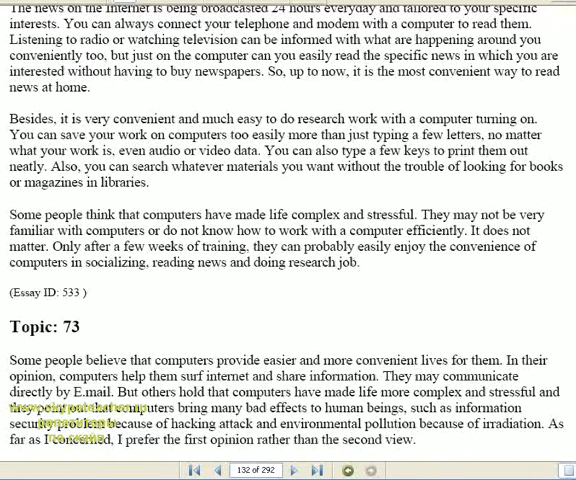 The news on the Internet is being broadcasted 24 hours everyday and tailored to your specific
interests. You can always connect your telephone and modem with a computer to read them.
Listening to radio or watching television can be informed with what are happening around you
conveniently too, but just on the computer can you easily read the specific news in which you are
interested without having to buy newspapers. So, up to now, it is the most convenient way to read
news at home.
Besides, it is very convenient and much easy to do research work with a computer turning on.
You can save your work on computers too easily more than just typing a few letters, no matter
what your work is, even audio or video data. You can also type a few keys to print them out
neatly. Also, you can search whatever materials you want without the trouble of looking for books
or magazines in libraries.
Some people think that computers have made life complex and stressful. They may not be very
familiar with computers or do not know how to work with a computer efficiently. It does not
matter. Only after a few weeks of training, they can probably easily enjoy the convenience of
computers in socializing, reading news and doing research job.
(Essay ID: 533 )
Topic: 73
Some people believe that computers provide easier and more convenient lives for them. In their
opinion, computers help them surf internet and share information. They may communicate
directly by E.mail. But others hold that computers have made life more complex and stressful and
they computers bring many bad effects to human beings, such as information
security problems because of hacking attack and environmental pollution because of irradiation. As
far as I concerned, I prefer the first opinion rather than the second view.
132 of 292